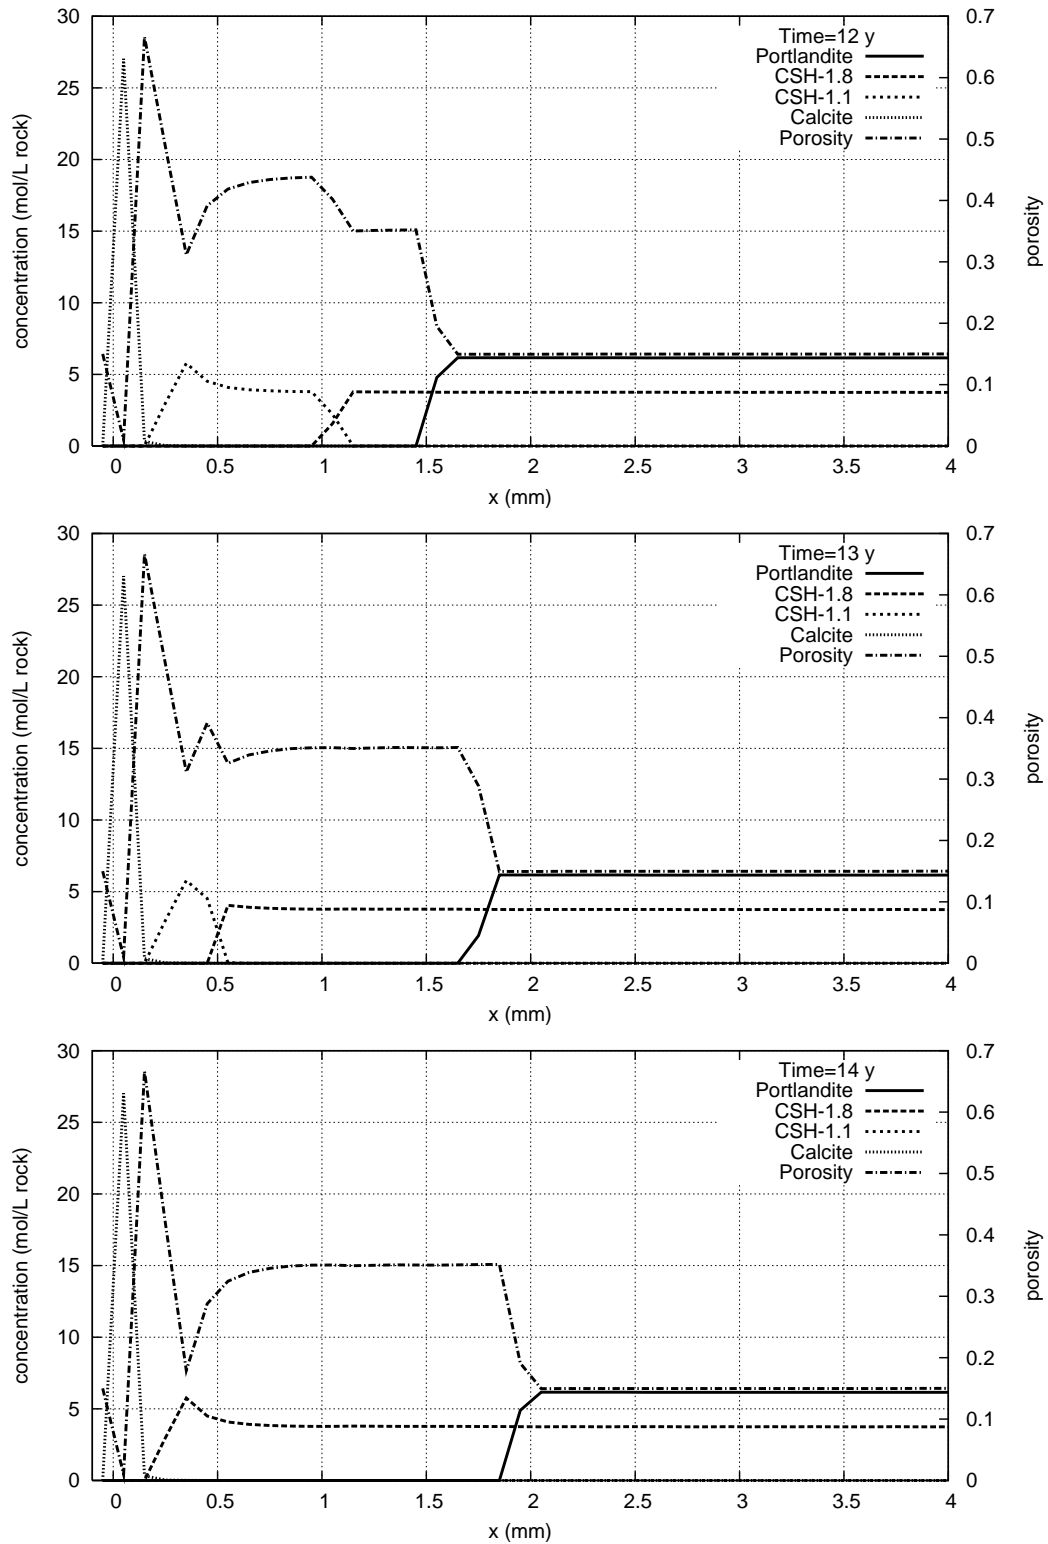 Time=12 y
Portlandite
CSH-1.8
CSH-1.1
Calcite
Porosity
concentration (mol/L rock)
30
25
20
15
10
5
0
0.7
0.6
0.5
0.4
0.3
0.2
0.1
0
porosity
0 0.5 1 1.5 2 2.5 3 3.5 4
x (mm)
Time=13 y
Portlandite
CSH-1.8
CSH-1.1
Calcite
Porosity
concentration (mol/L rock)
30
25
20
15
10
5
0
0.7
0.6
0.5
0.4
0.3
0.2
0.1
0
porosity
0 0.5 1 1.5 2 2.5 3 3.5 4
x (mm)
Time=14 y
Portlandite
CSH-1.8
CSH-1.1
Calcite
Porosity
concentration (mol/L rock)
30
25
20
15
10
5
0
0.7
0.6
0.5
0.4
0.3
0.2
0.1
0
porosity
0 0.5 1 1.5 2 2.5 3 3.5 4
x (mm)